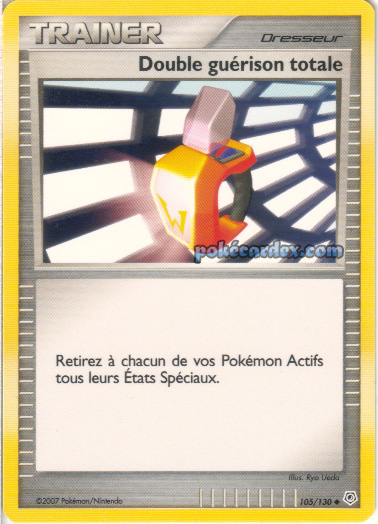 TRAINER
Dresseur
Double guérison totale
pokécardex.com
Retirez à chacun de vos Pokémon Actifs
tous leurs États Spéciaux.
Illus. Ryo Ueda
©2007 Pokémon/Nintendo
105/130